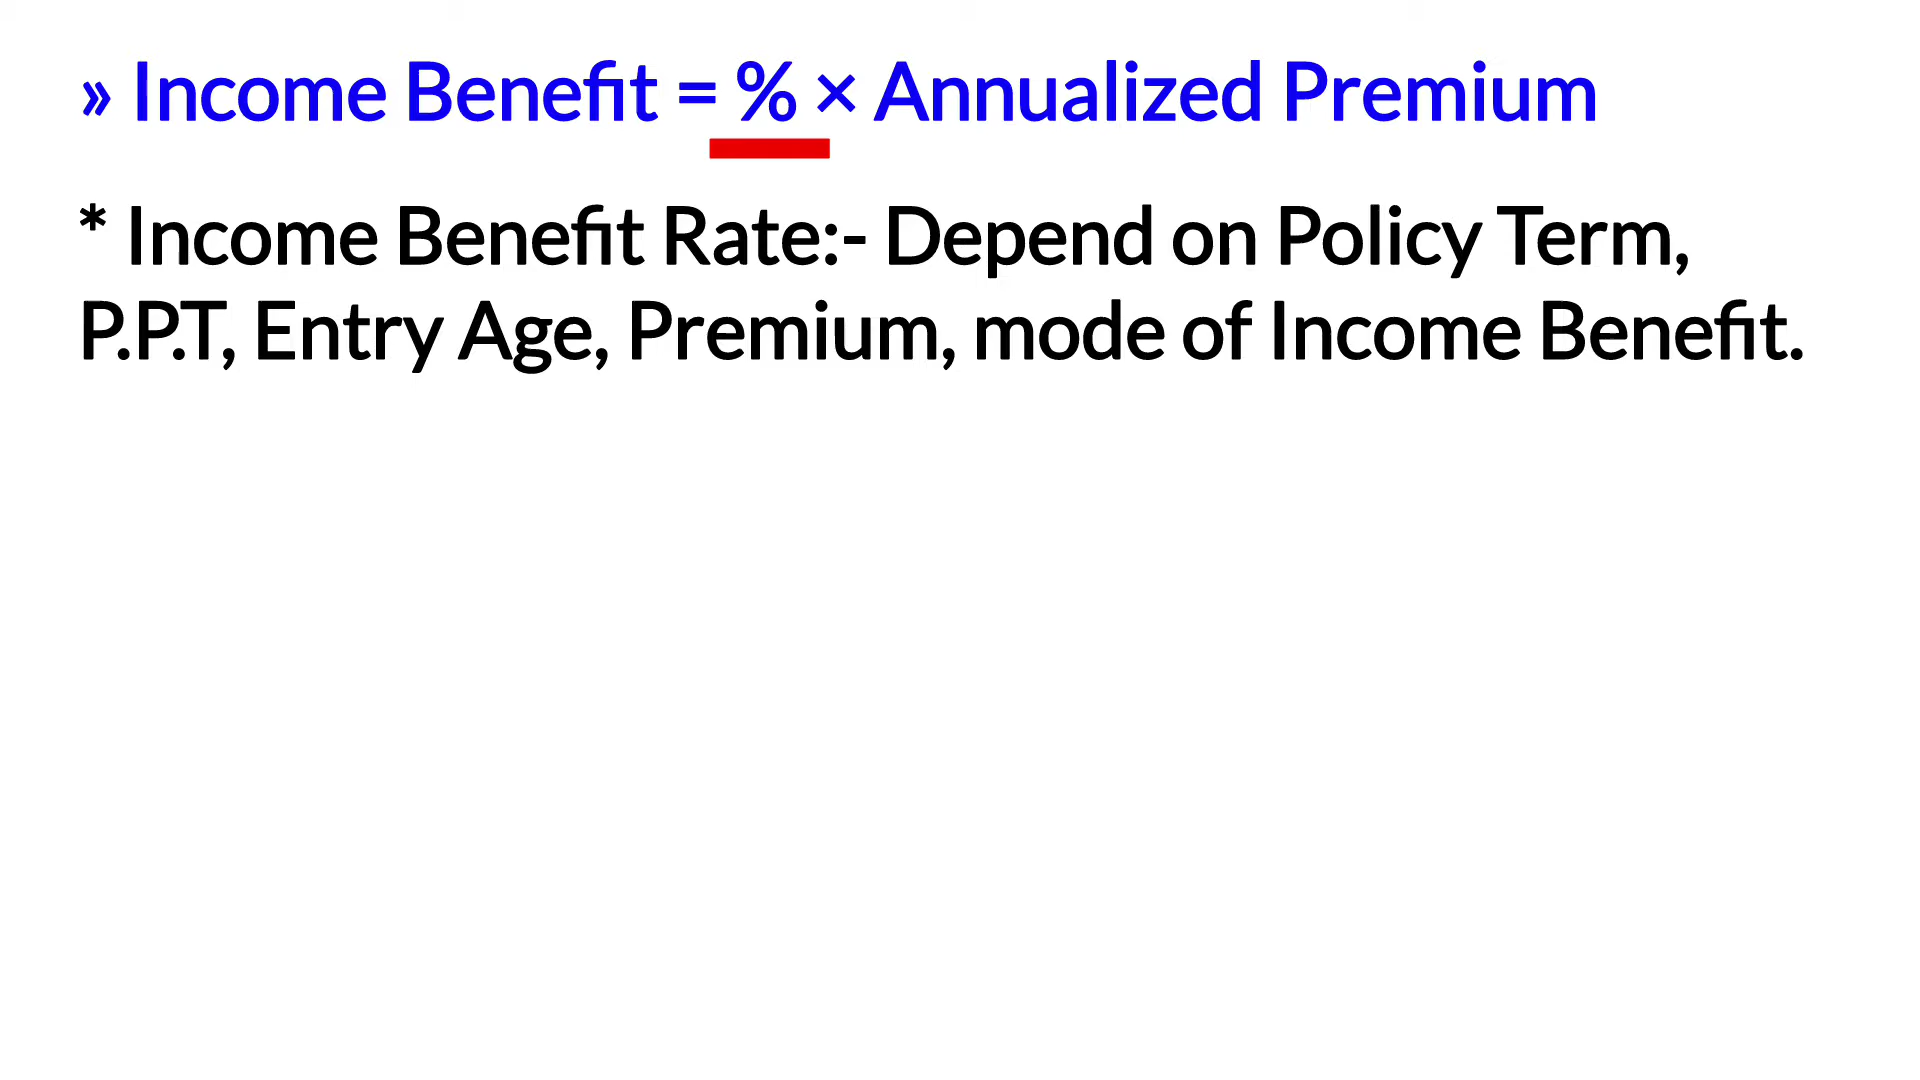 » Income Benefit = % × Annualized Premium
* Income Benefit Rate:- Depend on Policy Term,
P.P.T, Entry Age, Premium, mode of Income Benefit.